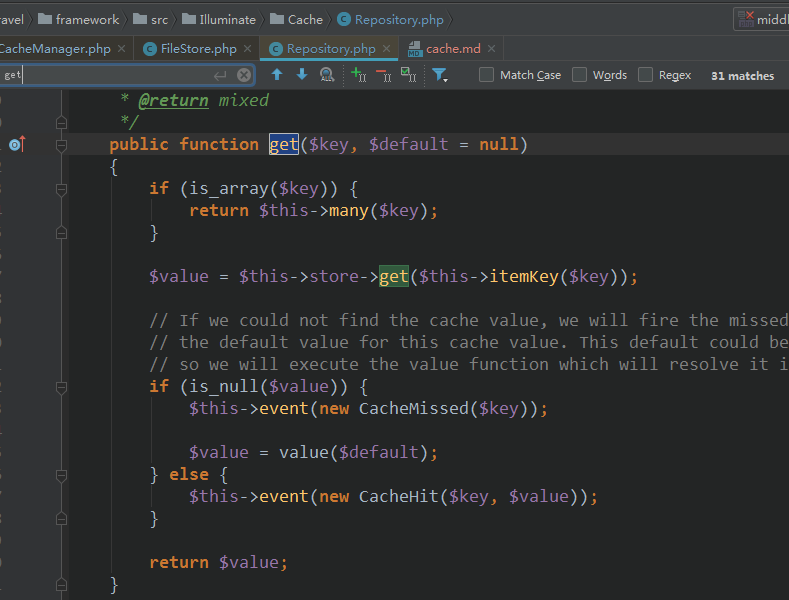 ravel framework src Illuminate Cache Repository.php middl
CacheManager.php FileStore.php Repository.php cache.md
get Match Case Words Regex 31 matches
* @return mixed
*/
public function get($key, $default = null)
{
if (is_array($key)) {
return $this->many($key);
}
$value = $this->store->get($this->itemKey($key));
// If we could not find the cache value, we will fire the missed
// the default value for this cache value. This default could be
// so we will execute the value function which will resolve it i
if (is_null($value)) {
$this->event(new CacheMissed($key));
$value = value($default);
} else {
$this->event(new CacheHit($key, $value));
}
return $value;
}